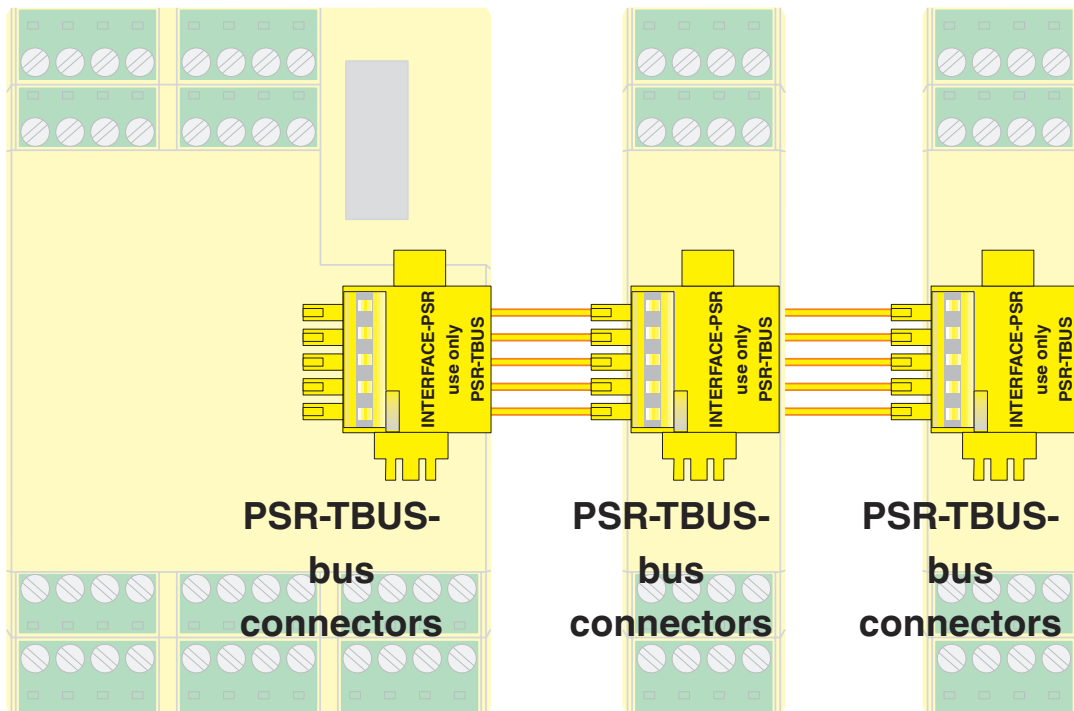 INTERFACE-PSR
use only
PSR-TBUS
INTERFACE-PSR
use only
PSR-TBUS
INTERFACE-PSR
use only
PSR-TBUS
PSR-TBUS-
bus
connectors
PSR-TBUS-
bus
connectors
PSR-TBUS-
bus
connectors